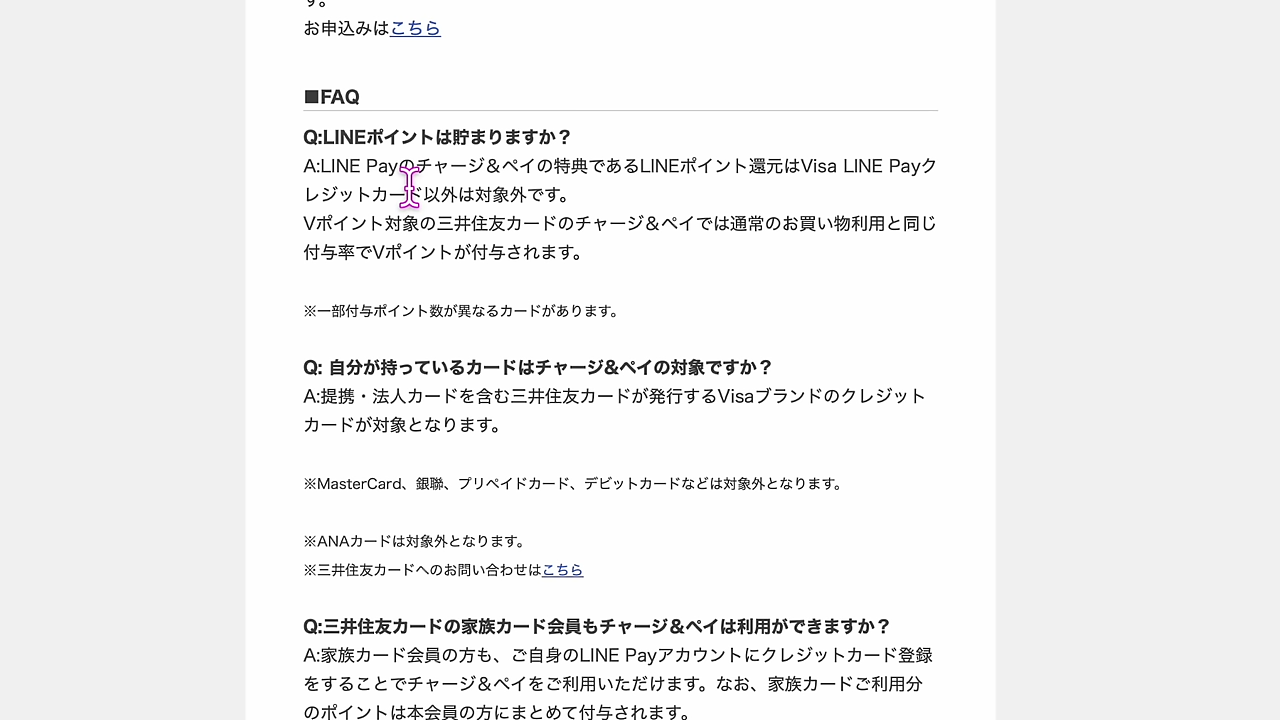 す。
お申込みはこちら
■FAQ
Q:LINEポイントは貯まりますか？
A:LINE Payのチャージ＆ペイの特典であるLINEポイント還元はVisa LINE Payク
レジットカード以外は対象外です。
Vポイント対象の三井住友カードのチャージ＆ペイでは通常のお買い物利用と同じ
付与率でVポイントが付与されます。
※一部付与ポイント数が異なるカードがあります。
Q: 自分が持っているカードはチャージ&ペイの対象ですか？
A:提携・法人カードを含む三井住友カードが発行するVisaブランドのクレジット
カードが対象となります。
※MasterCard、銀聯、プリペイドカード、デビットカードなどは対象外となります。
※ANAカードは対象外となります。
※三井住友カードへのお問い合わせはこちら
Q:三井住友カードの家族カード会員もチャージ＆ペイは利用ができますか？
A:家族カード会員の方も、ご自身のLINE Payアカウントにクレジットカード登録
をすることでチャージ＆ペイをご利用いただけます。なお、家族カードご利用分
のポイントは本会員の方にまとめて付与されます。